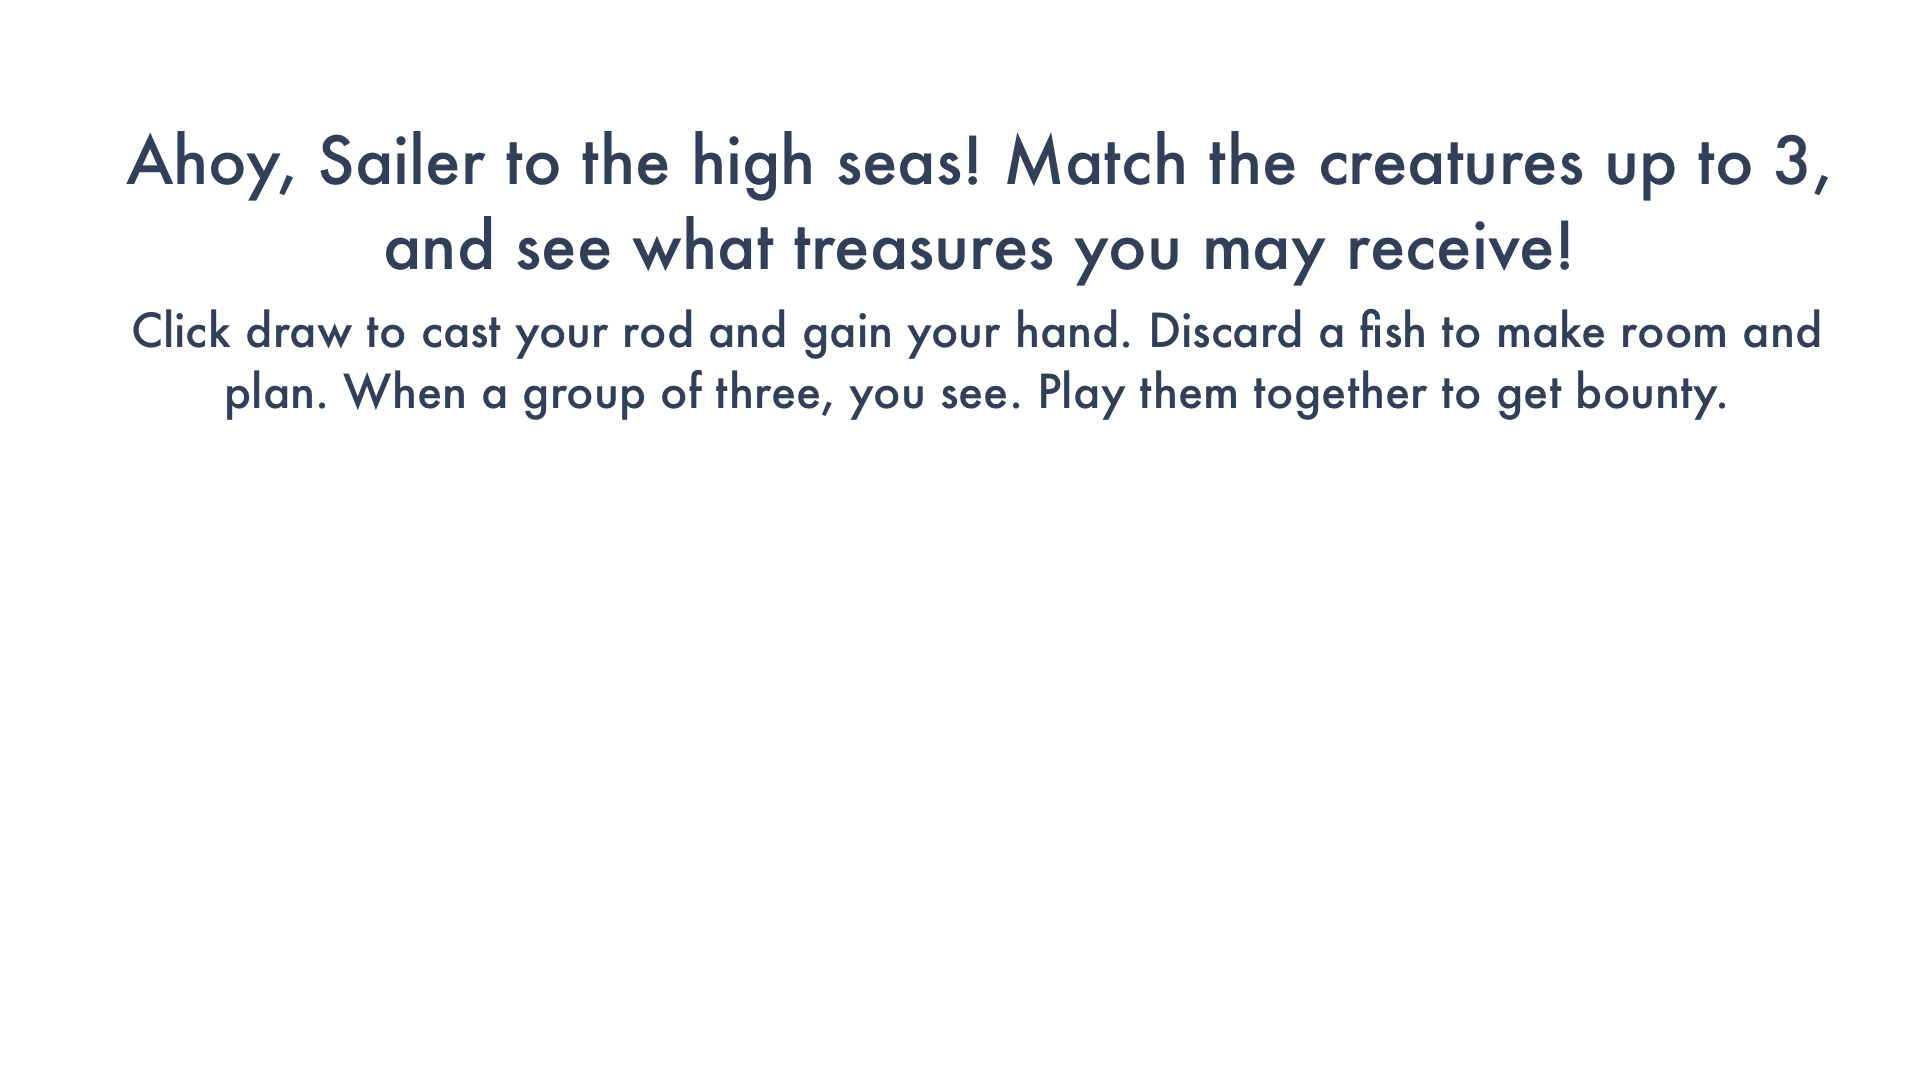 Ahoy, Sailer to the high seas! Match the creatures up to 3,
and see what treasures you may receive!
Click draw to cast your rod and gain your hand. Discard a fish to make room and
plan. When a group of three, you see. Play them together to get bounty.